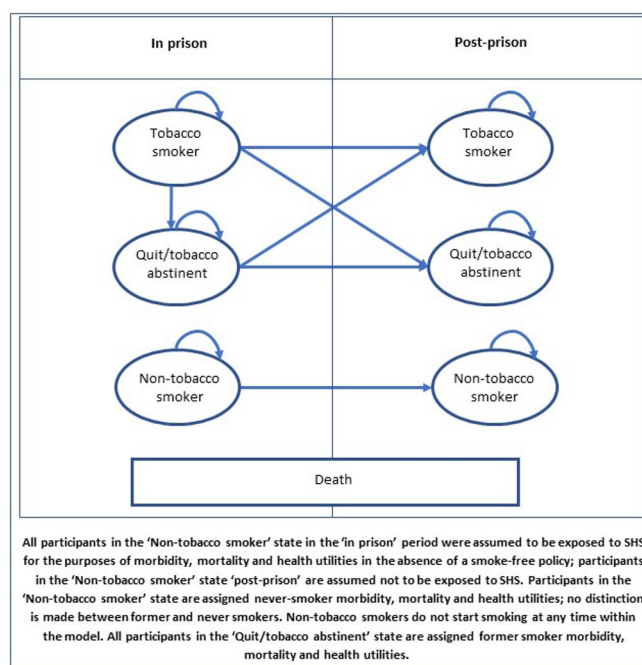 In prison
Post-prison
Tobacco
smoker
Tobacco
smoker
Quit/tobacco
abstinent
Quit/tobacco
abstinent
Non-tobacco
smoker
Non-tobacco
smoker
Death
All participants in the ‘Non-tobacco smoker’ state in the ‘in prison’ period were assumed to be exposed to SHS
for the purposes of morbidity, mortality and health utilities in the absence of a smoke-free policy; participants
in the ‘Non-tobacco smoker’ state ‘post-prison’ are assumed not to be exposed to SHS. Participants in the
‘Non-tobacco smoker’ state are assigned never-smoker morbidity, mortality and health utilities; no distinction
is made between former and never smokers. Non-tobacco smokers do not start smoking at any time within
the model. All participants in the ‘Quit/tobacco abstinent’ state are assigned former smoker morbidity,
mortality and health utilities.